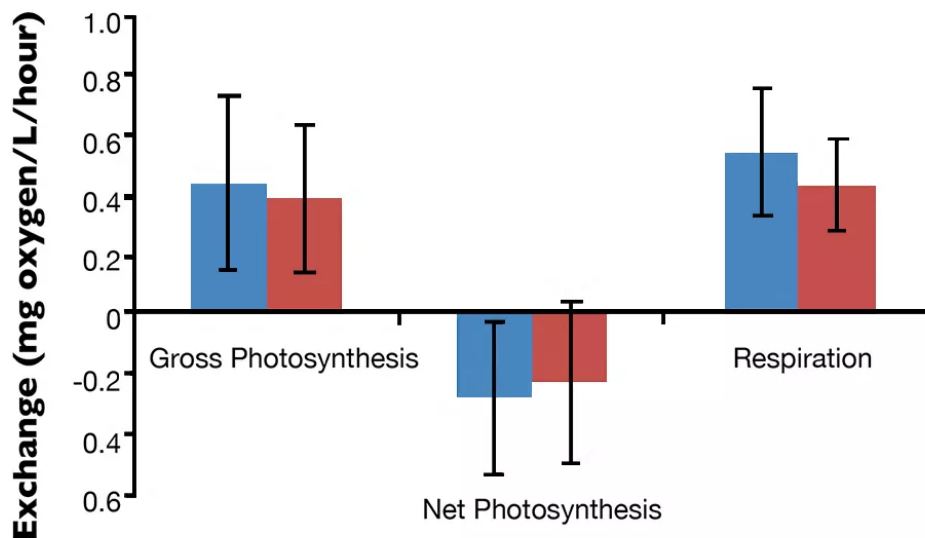 Exchange (mg oxygen/L/hour)
1.0
0.8
0.6
0.4
0.2
0
-0.2
0.4
0.6
Gross Photosynthesis
Net Photosynthesis
Respiration